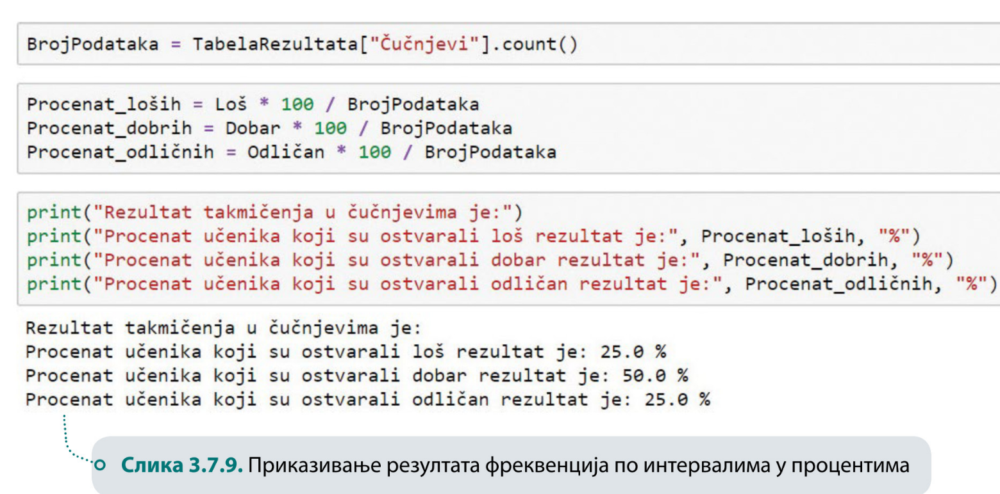 BrojPodataka = TabelaRezultata["Čučnjevi"].count()
Procenat_loših = Loš * 100 / BrojPodataka
Procenat_dobrih = Dobar * 100 / BrojPodataka
Procenat_odličnih = Odličan * 100 / BrojPodataka
print("Rezultat takmičenja u čučnjevima je:")
print("Procenat učenika koji su ostvarali loš rezultat je:", Procenat_loših, "%")
print("Procenat učenika koji su ostvarali dobar rezultat je:", Procenat_dobrih, "%")
print("Procenat učenika koji su ostvarali odličan rezultat je:", Procenat_odličnih, "%")
Rezultat takmičenja u čučnjevima je:
Procenat učenika koji su ostvarali loš rezultat je: 25.0 %
Procenat učenika koji su ostvarali dobar rezultat je: 50.0 %
Procenat učenika koji su ostvarali odličan rezultat je: 25.0 %
Слика 3.7.9. Приказивање резултата фреквенција по интервалима у процентима